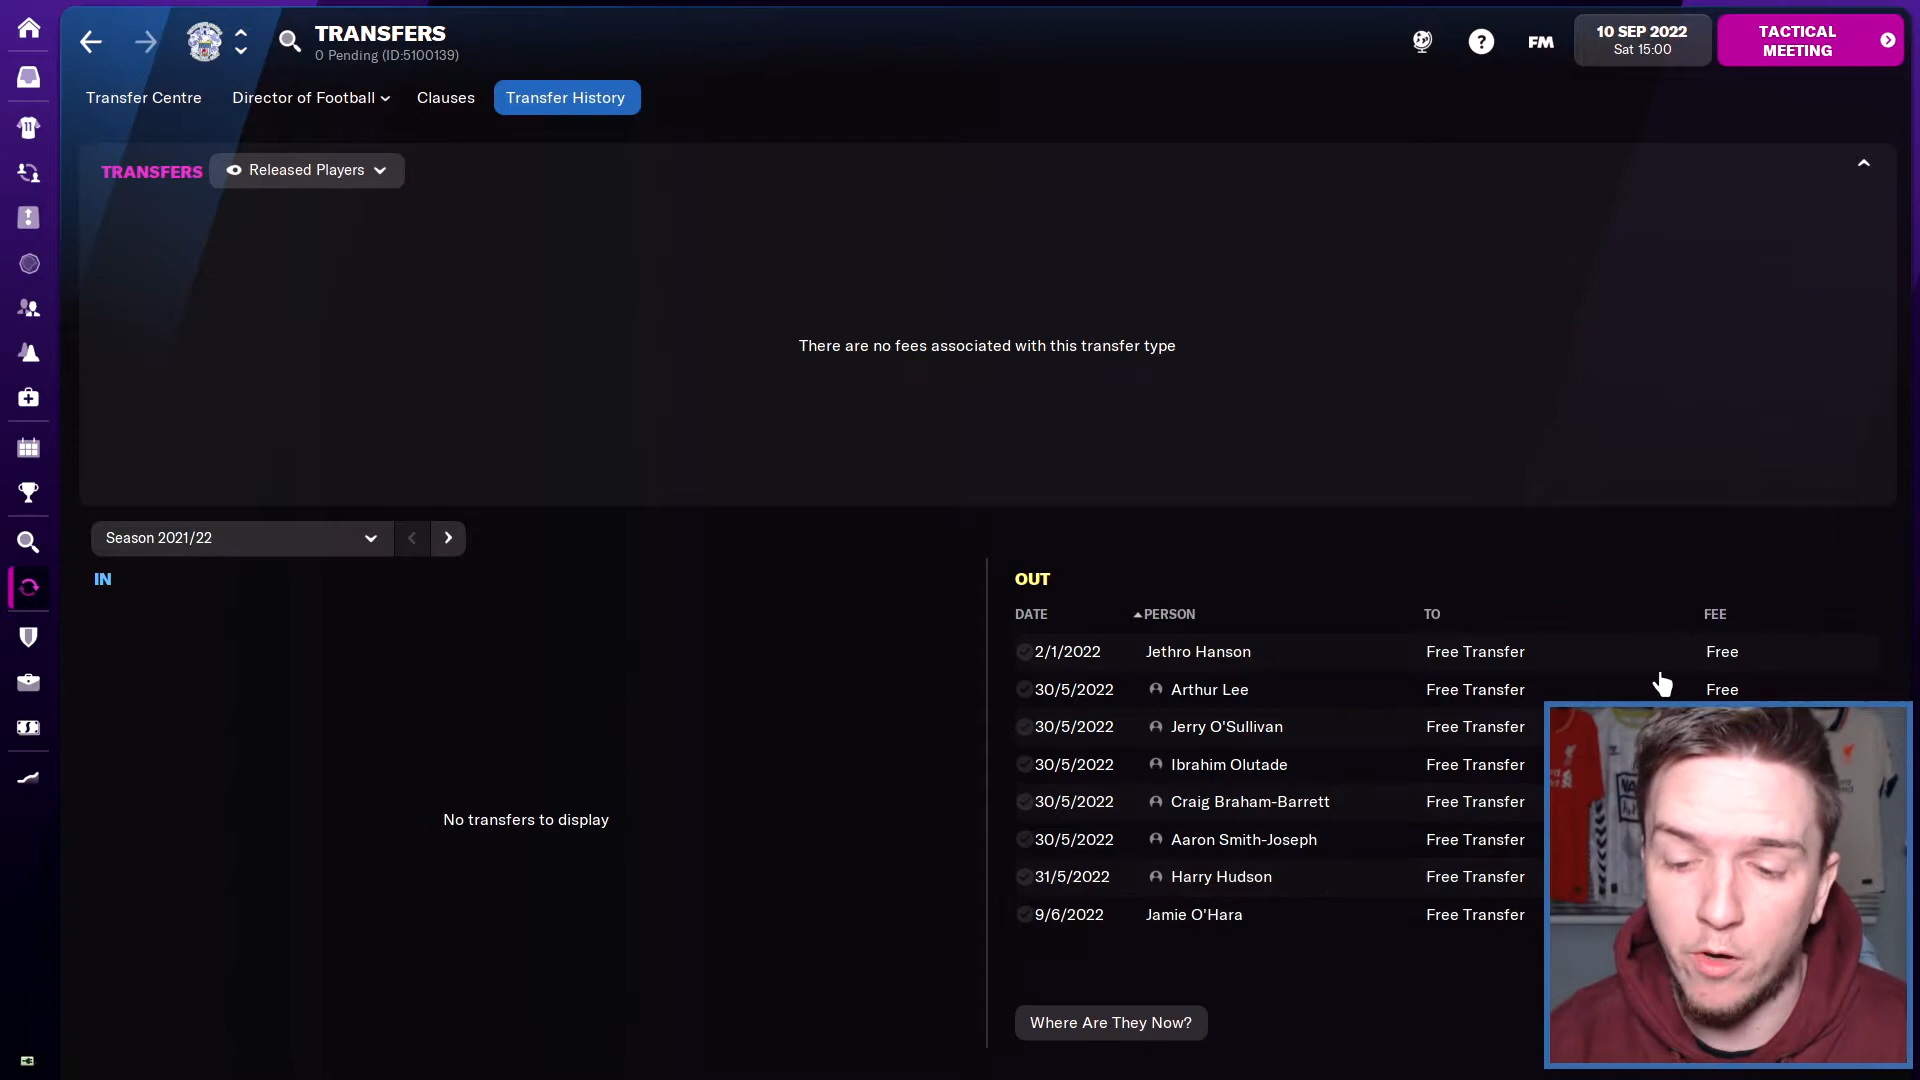 TRANSFERS
0 Pending (ID:5100139)
FM
10 SEP 2022
Sat 15:00
TACTICAL
MEETING
Transfer Centre
Director of Football
Clauses
Transfer History
TRANSFERS
Released Players
There are no fees associated with this transfer type
Season 2021/22
IN
No transfers to display
OUT
DATE PERSON TO FEE
2/1/2022 Jethro Hanson Free Transfer Free
30/5/2022 Arthur Lee Free Transfer Free
30/5/2022 Jerry O'Sullivan Free Transfer
30/5/2022 Ibrahim Olutade Free Transfer
30/5/2022 Craig Braham-Barrett Free Transfer
30/5/2022 Aaron Smith-Joseph Free Transfer
31/5/2022 Harry Hudson Free Transfer
9/6/2022 Jamie O'Hara Free Transfer
Where Are They Now?